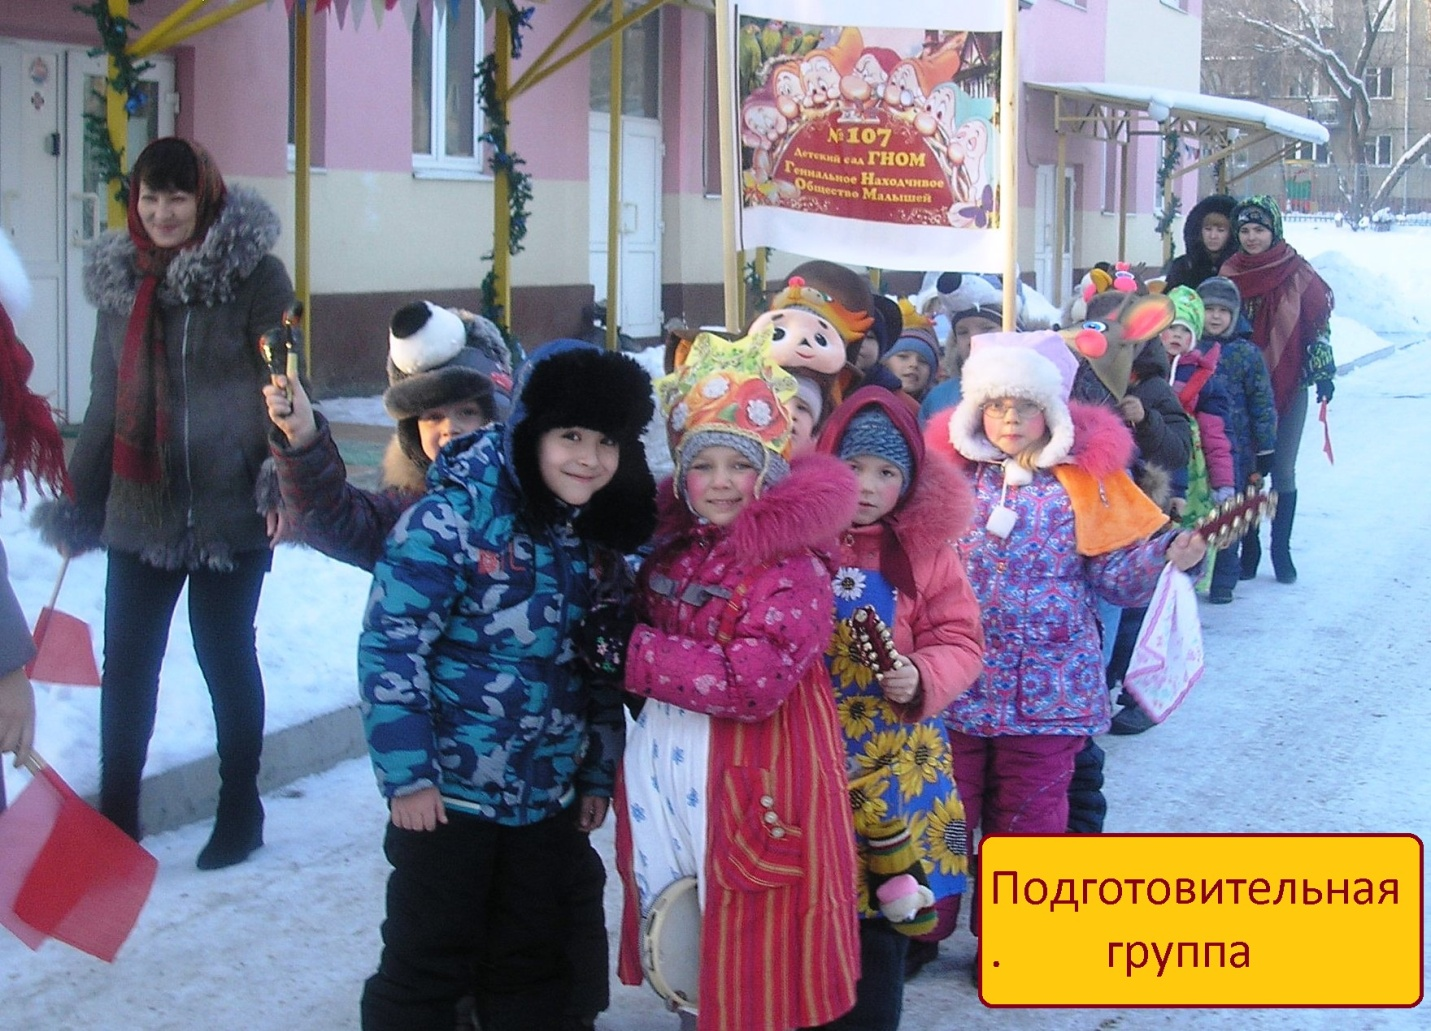 №107
Детский сад ГНОМ
Гениальное Находчивое
Общество Малышей
Подготовительная
. группа